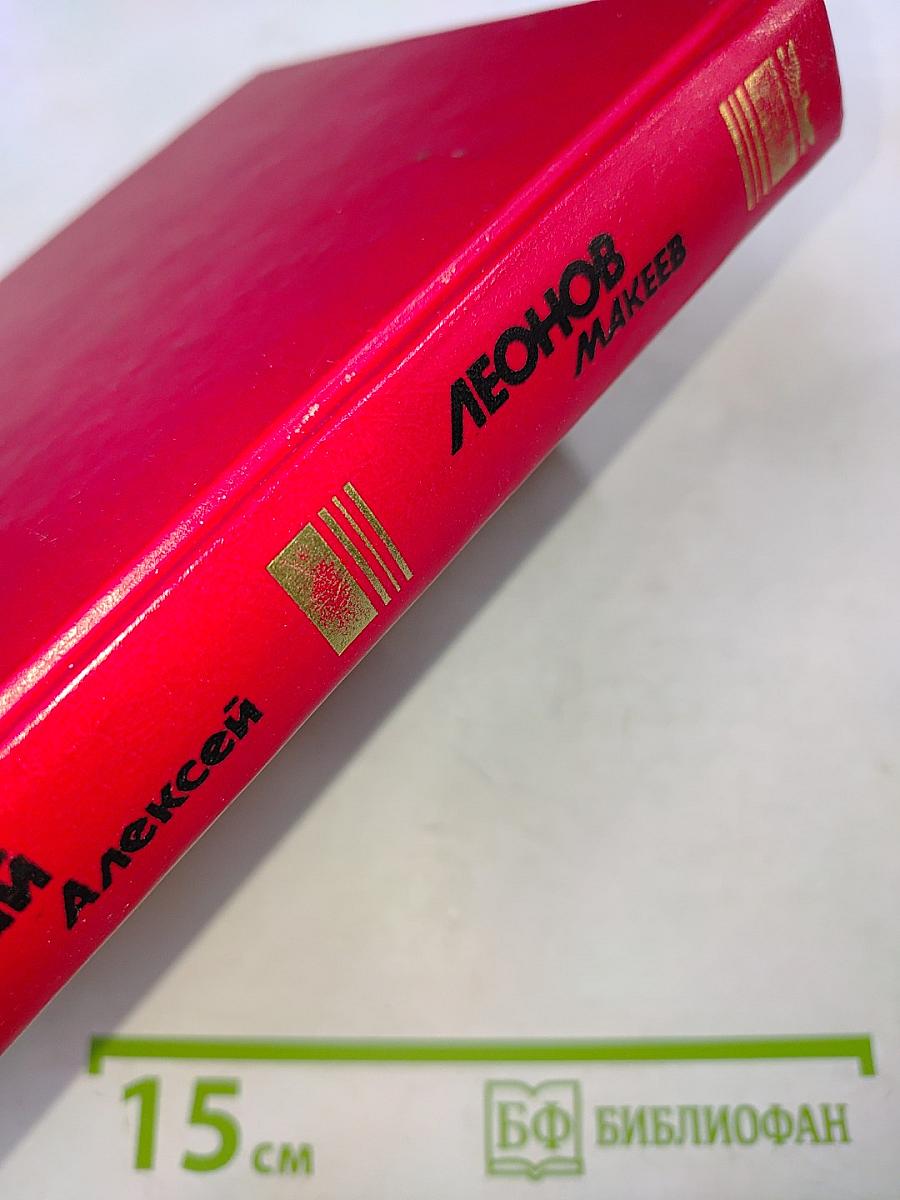 ЛЕОНОВ
МАКЕЕВ
Алексей
15 см
БФ БИБЛИОФАН